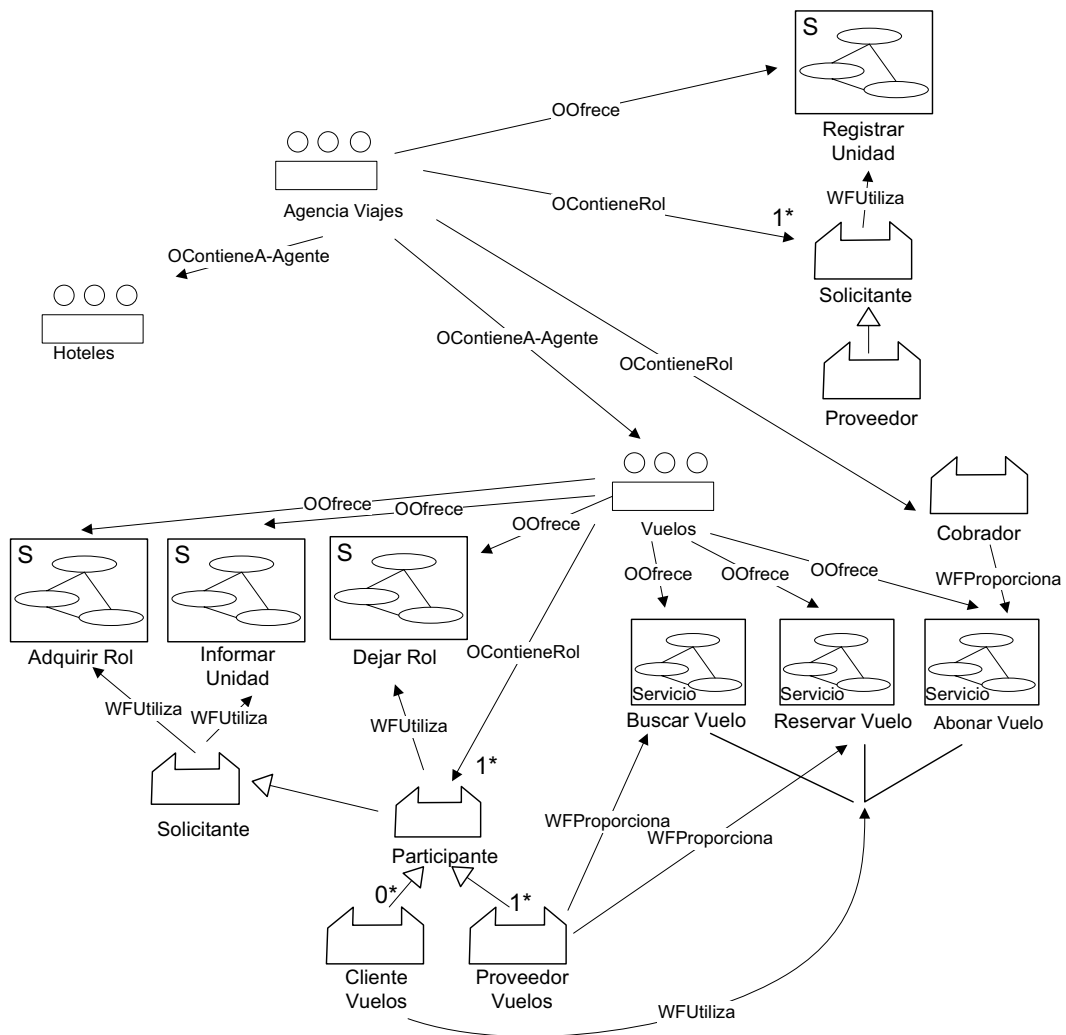 S
Registrar
Unidad
OOfrece
WFUtiliza
OContieneRol
1*
Agencia Viajes
Solicitante
OContieneA-Agente
Hoteles
OContieneA-Agente
OContieneRol
Proveedor
Vuelos
Cobrador
OOfrece
OOfrece
OOfrece
OOfrece
OOfrece
OOfrece
WFProporciona
S
S
S
Adquirir Rol
Informar
Unidad
Dejar Rol
OContieneRol
Servicio
Servicio
Servicio
Buscar Vuelo
Reservar Vuelo
Abonar Vuelo
WFUtiliza
WFUtiliza
WFUtiliza
1*
Solicitante
Participante
WFProporciona
WFProporciona
0*
1*
Cliente
Vuelos
Proveedor
Vuelos
WFUtiliza